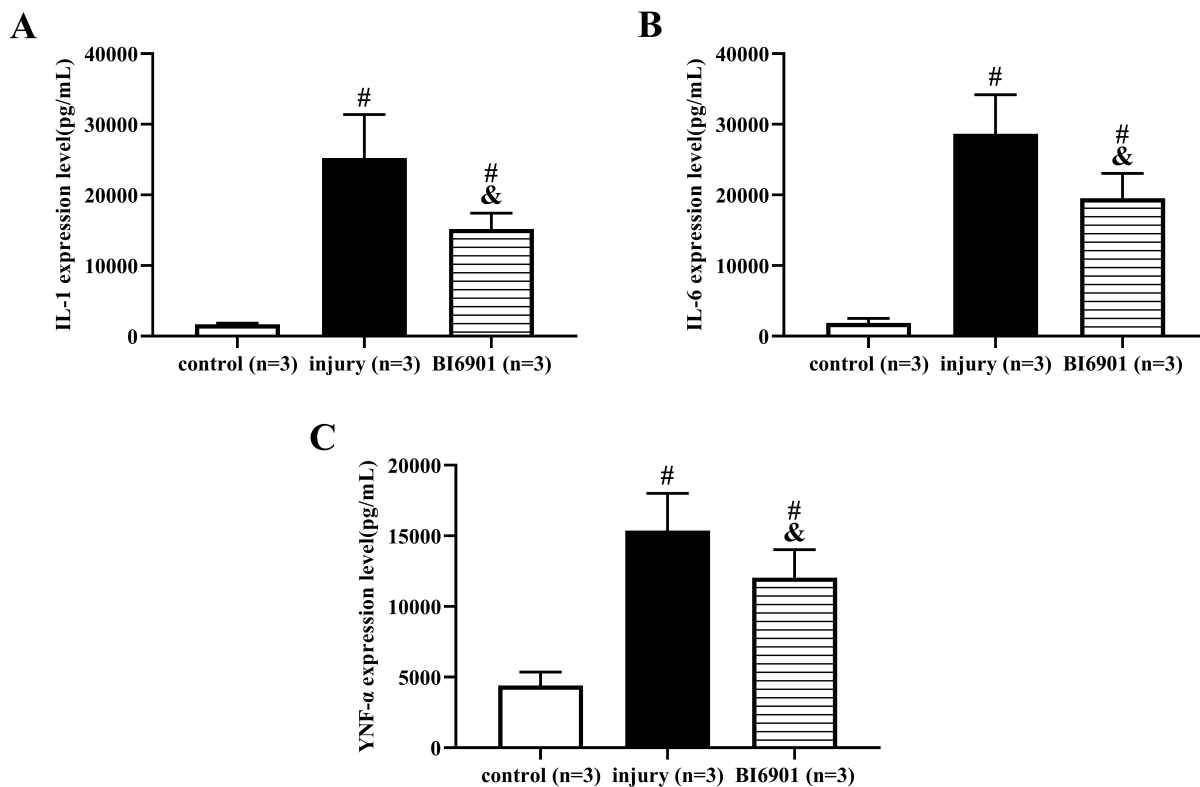 A
IL-1 expression level(pg/mL)
40000
30000
20000
10000
0
#
#
&
control (n=3) injury (n=3) BI6901 (n=3)
B
IL-6 expression level(pg/mL)
40000
30000
20000
10000
0
#
#
&
control (n=3) injury (n=3) BI6901 (n=3)
C
YNF-α expression level(pg/mL)
20000
15000
10000
5000
0
#
#
&
control (n=3) injury (n=3) BI6901 (n=3)